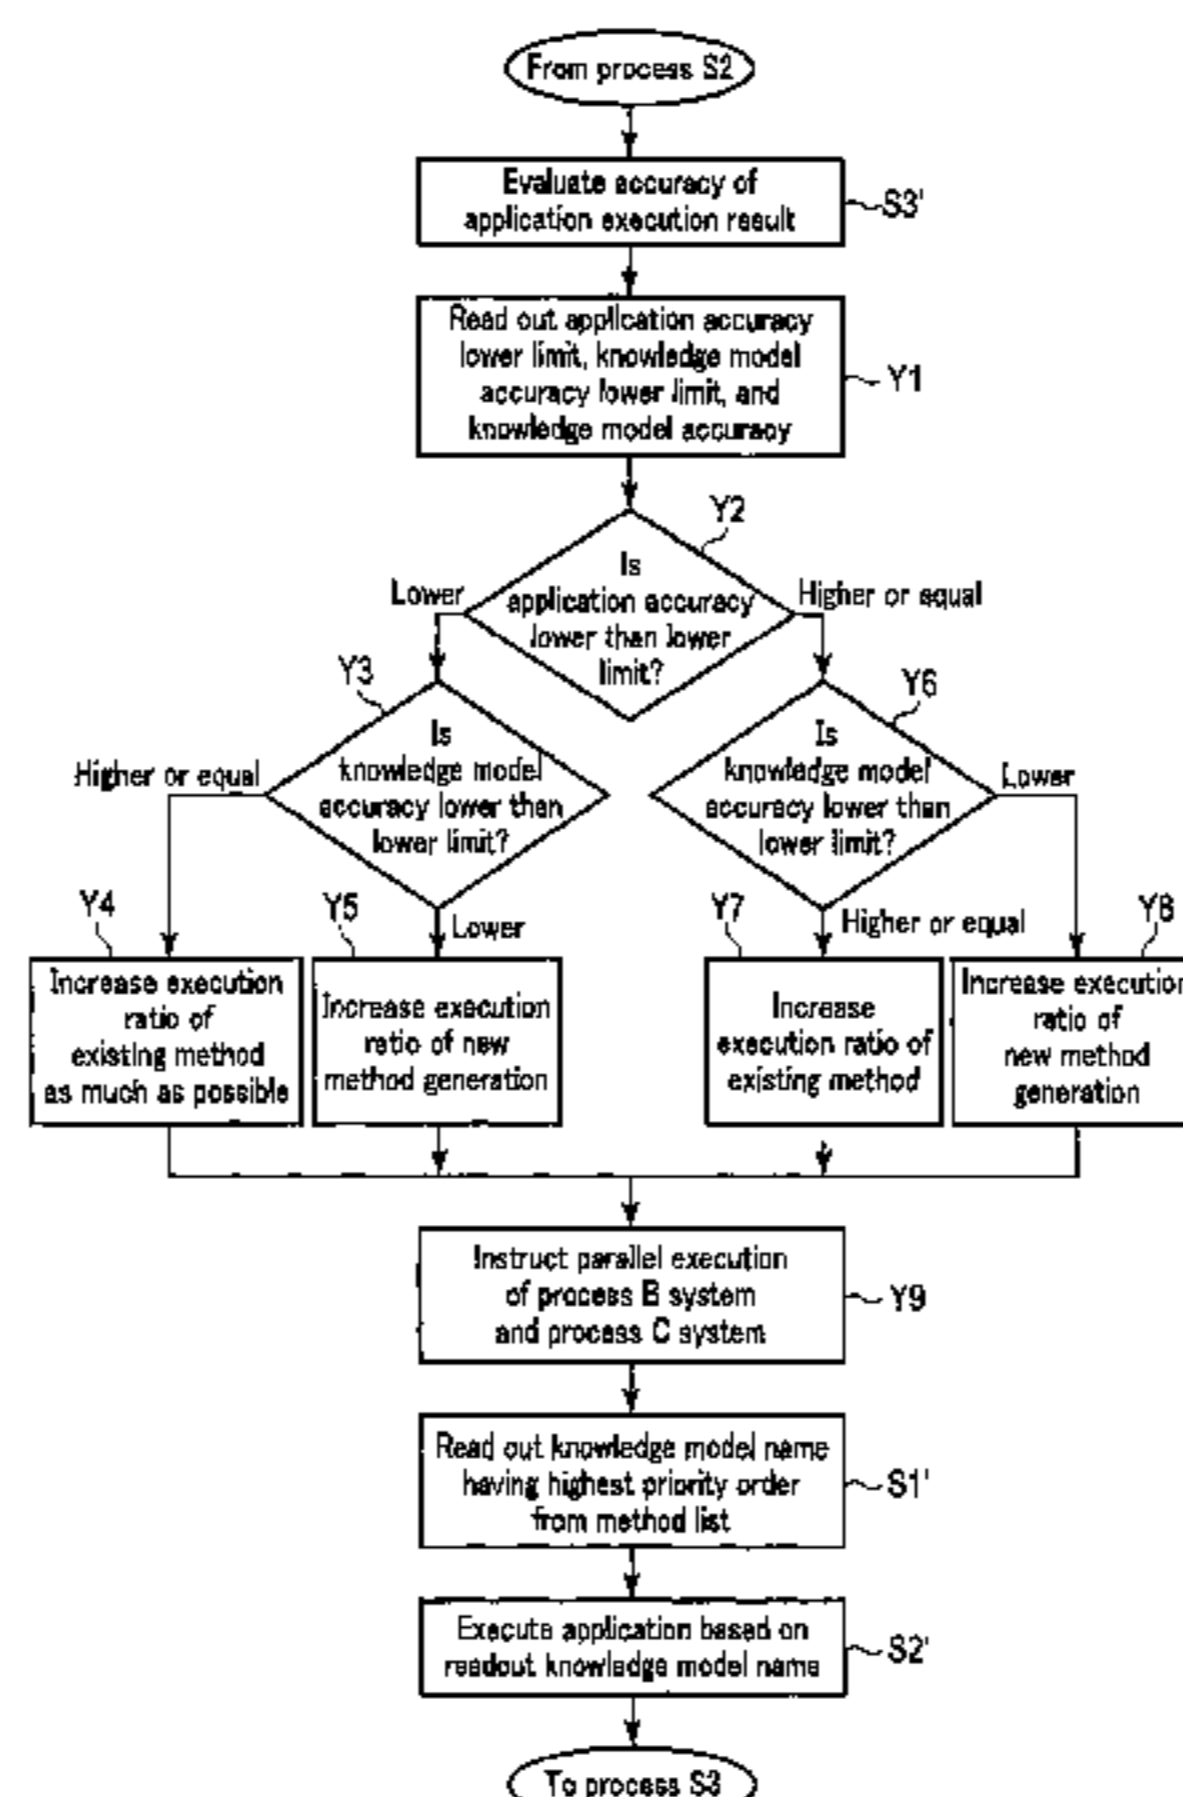 From process S2
Evaluate accuracy of
application execution result
S3'
Read out application accuracy
lower limit, knowledge model
accuracy lower limit, and
knowledge model accuracy
Y1
Y2
Is
application accuracy
lower than lower
limit?
Lower
Higher or equal
Y3
Is
knowledge model
accuracy lower than
lower limit?
Higher or equal
Lower
Y6
Is
knowledge model
accuracy lower than
lower limit?
Lower
Higher or equal
Y4
Increase execution
ratio of
existing method
as much as possible
Y5
Increase execution
ratio of new
method generation
Y7
Increase
execution ratio of
existing method
Y8
Increase execution
ratio of
new method
generation
Instruct parallel execution
of process B system
and process C system
Y9
Read out knowledge model name
having highest priority order
from method list
S1'
Execute application based on
readout knowledge model name
S2'
To process S3